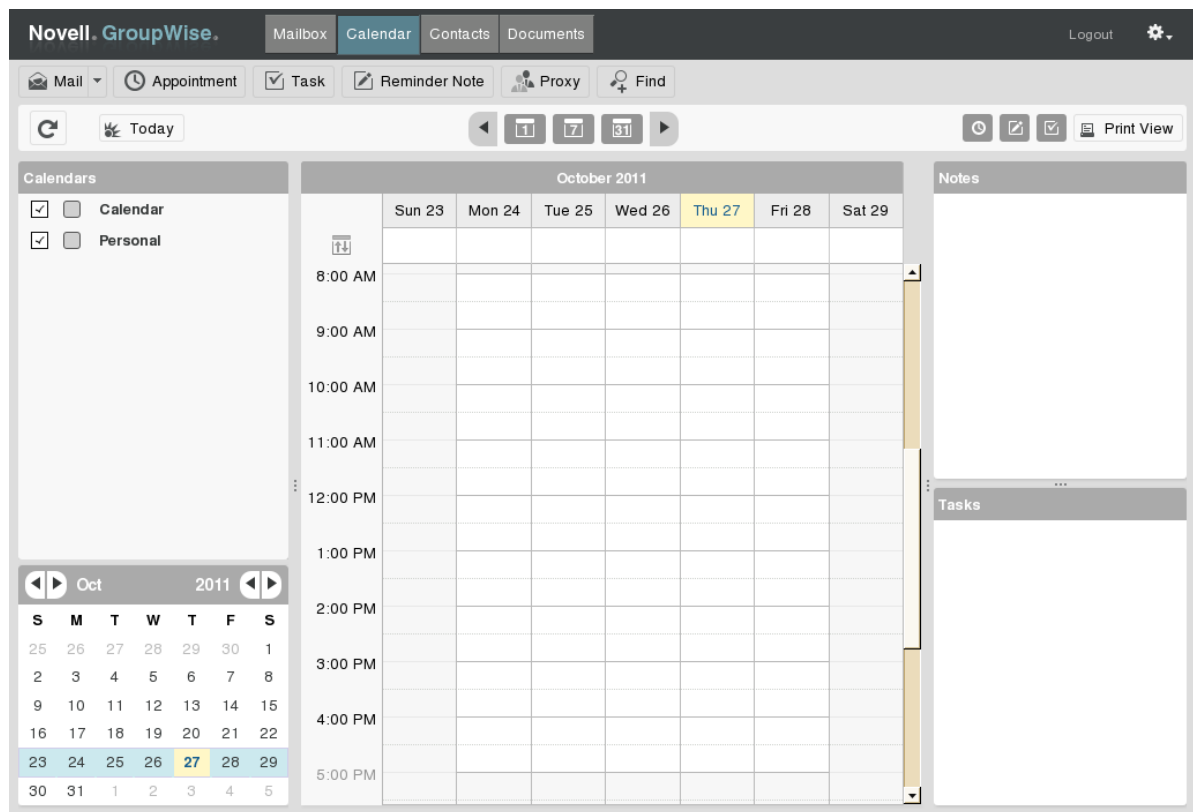 Novell. GroupWise. Mailbox Calendar Contacts Documents Logout
Mail Appointment Task Reminder Note Proxy Find
Today 1 7 31 Print View
Calendars
Calendar
Personal
October 2011
Sun 23 Mon 24 Tue 25 Wed 26 Thu 27 Fri 28 Sat 29
8:00 AM
9:00 AM
10:00 AM
11:00 AM
12:00 PM
1:00 PM
2:00 PM
3:00 PM
4:00 PM
5:00 PM
Notes
Tasks
Oct 2011
S M T W T F S
25 26 27 28 29 30 1
2 3 4 5 6 7 8
9 10 11 12 13 14 15
16 17 18 19 20 21 22
23 24 25 26 27 28 29
30 31 1 2 3 4 5